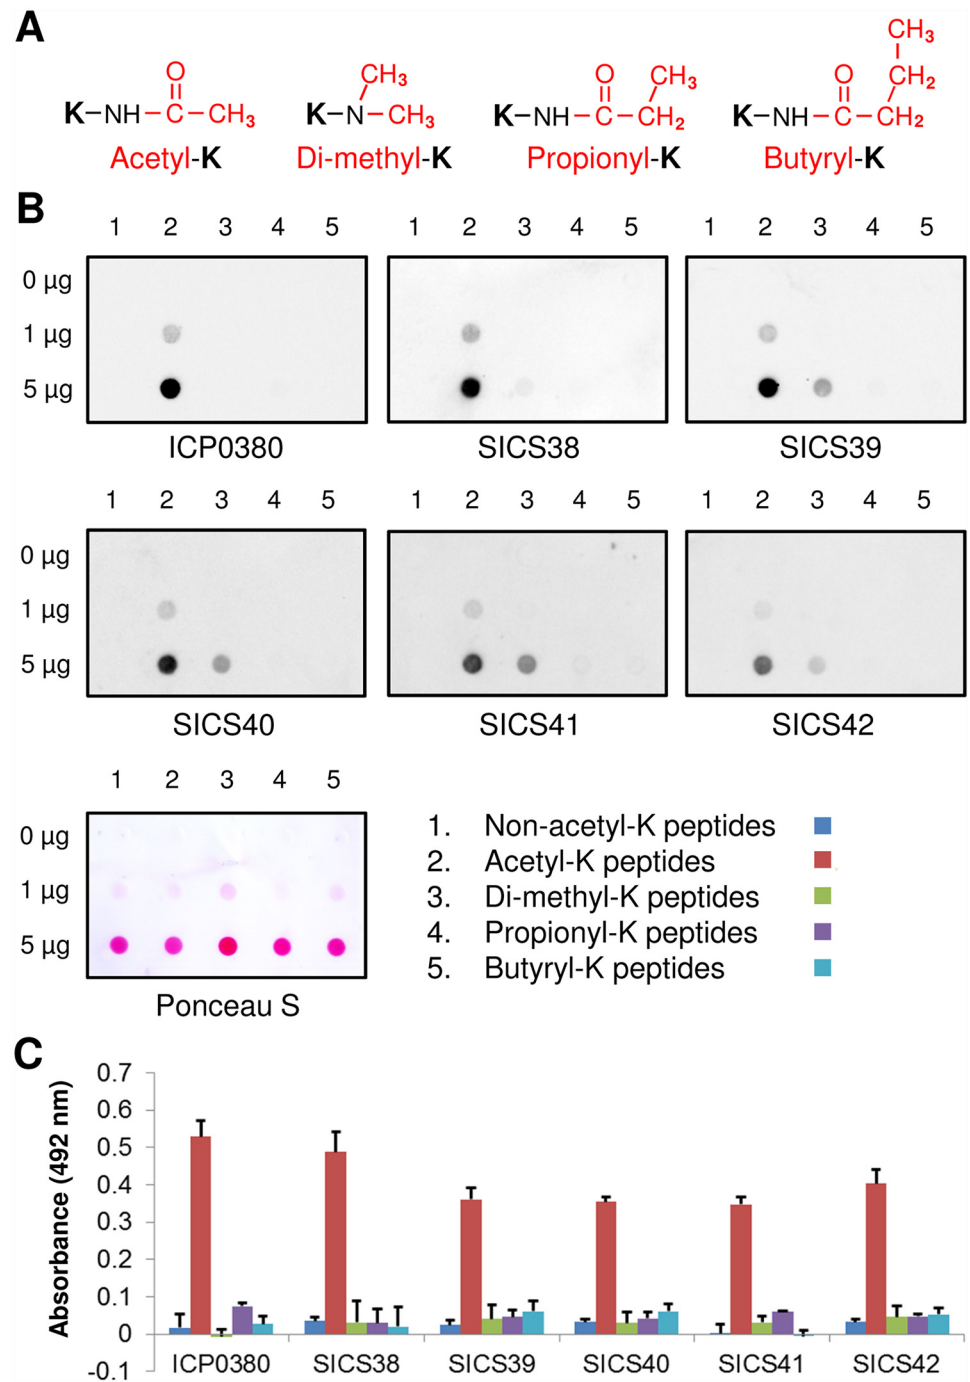 A
CH3
O CH3 O CH3 O CH2
K–NH–C–CH3 K–N–CH3 K–NH–C–CH2 K–NH–C–CH2
Acetyl-K Di-methyl-K Propionyl-K Butyryl-K
B
1 2 3 4 5 1 2 3 4 5 1 2 3 4 5
0 µg
1 µg
5 µg
ICP0380 SICS38 SICS39
1 2 3 4 5 1 2 3 4 5 1 2 3 4 5
0 µg
1 µg
5 µg
SICS40 SICS41 SICS42
1 2 3 4 5
0 µg
1 µg
5 µg
Ponceau S
1. Non-acetyl-K peptides
2. Acetyl-K peptides
3. Di-methyl-K peptides
4. Propionyl-K peptides
5. Butyryl-K peptides
C
Absorbance (492 nm)
0.7
0.6
0.5
0.4
0.3
0.2
0.1
0
-0.1
ICP0380 SICS38 SICS39 SICS40 SICS41 SICS42